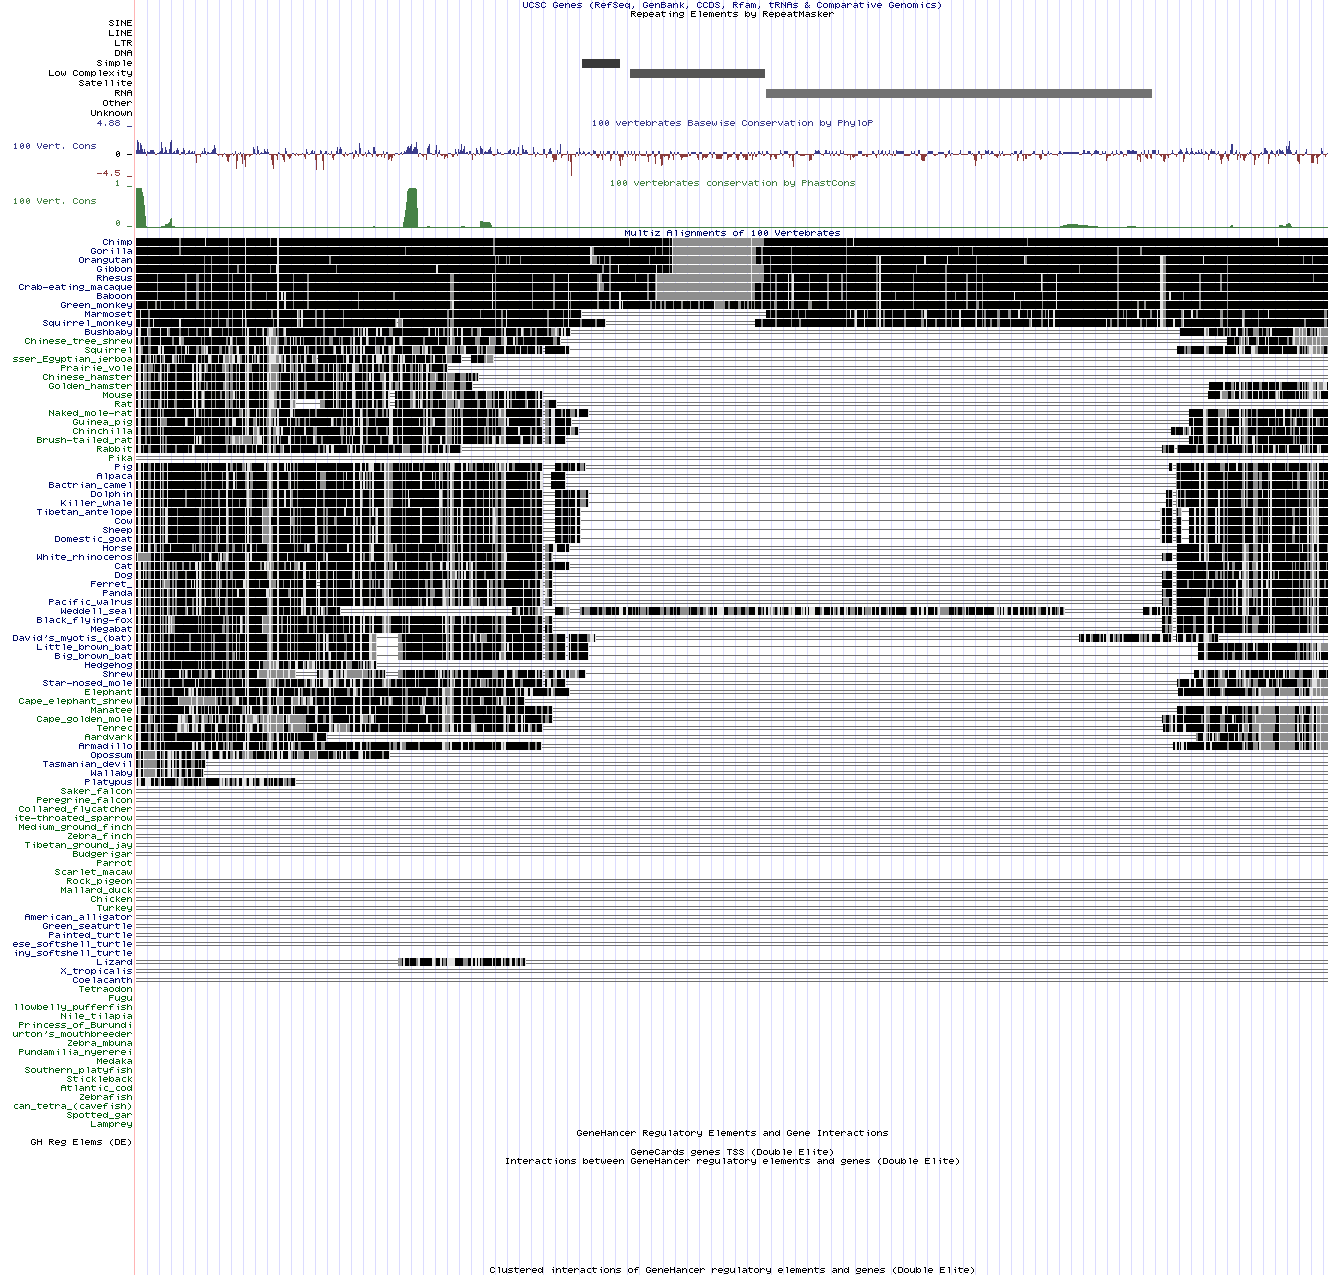 UCSC Genes (RefSeq, GenBank, CCDS, Rfam, tRNAs & Comparative Genomics)
Repeating Elements by RepeatMasker
SINE
LINE
LTR
DNA
Simple
Low Complexity
Satellite
RNA
Other
Unknown
4.88 _
100 vertebrates Basewise Conservation by PhyloP
100 Vert. Cons
0 _
-4.5 _
1 _
100 vertebrates conservation by PhastCons
100 Vert. Cons
0 _
Multiz Alignments of 100 Vertebrates
Chimp
Gorilla
Orangutan
Gibbon
Rhesus
Crab-eating_macaque
Baboon
Green_monkey
Marmoset
Squirrel_monkey
Bushbaby
Chinese_tree_shrew
Squirrel
sser_Egyptian_jerboa
Prairie_vole
Chinese_hamster
Golden_hamster
Mouse
Rat
Naked_mole-rat
Guinea_pig
Chinchilla
Brush-tailed_rat
Rabbit
Pika
Pig
Alpaca
Bactrian_camel
Dolphin
Killer_whale
Tibetan_antelope
Cow
Sheep
Domestic_goat
Horse
White_rhinoceros
Cat
Dog
Ferret_
Panda
Pacific_walrus
Weddell_seal
Black_flying-fox
Megabat
David's_myotis_(bat)
Little_brown_bat
Big_brown_bat
Hedgehog
Shrew
Star-nosed_mole
Elephant
Cape_elephant_shrew
Manatee
Cape_golden_mole
Tenrec
Aardvark
Armadillo
Opossum
Tasmanian_devil
Wallaby
Platypus
Saker_falcon
Peregrine_falcon
Collared_flycatcher
ite-throated_sparrow
Medium_ground_finch
Zebra_finch
Tibetan_ground_jay
Budgerigar
Parrot
Scarlet_macaw
Rock_pigeon
Mallard_duck
Chicken
Turkey
American_alligator
Green_seaturtle
Painted_turtle
ese_softshell_turtle
iny_softshell_turtle
Lizard
X_tropicalis
Coelacanth
Tetraodon
Fugu
llowbelly_pufferfish
Nile_tilapia
Princess_of_Burundi
urton's_mouthbreeder
Zebra_mbuna
Pundamilia_nyererei
Medaka
Southern_platyfish
Stickleback
Atlantic_cod
Zebrafish
can_tetra_(cavefish)
Spotted_gar
Lamprey
GeneHancer Regulatory Elements and Gene Interactions
GH Reg Elems (DE)
GeneCards genes TSS (Double Elite)
Interactions between GeneHancer regulatory elements and genes (Double Elite)
Clustered interactions of GeneHancer regulatory elements and genes (Double Elite)